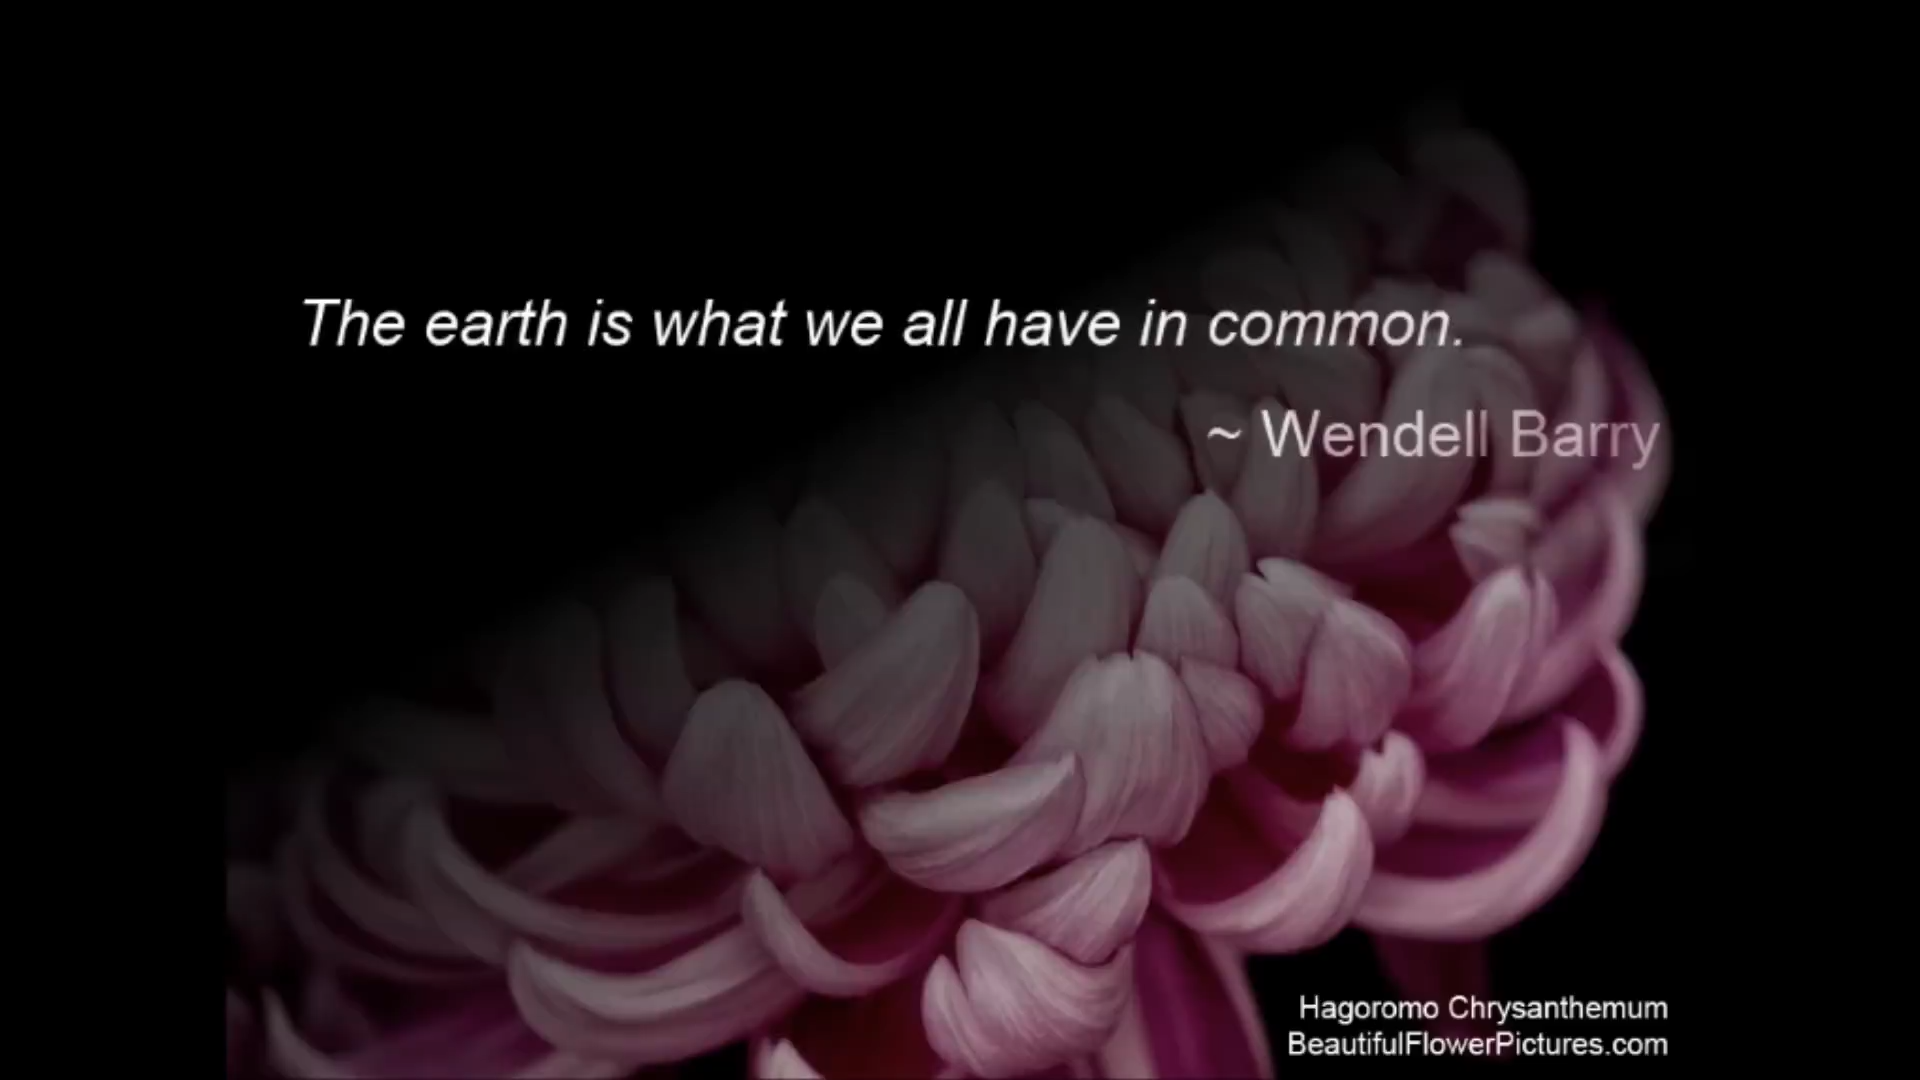 The earth is what we all have in common.
~ Wendell Barry
Hagoromo Chrysanthemum
BeautifulFlowerPictures.com